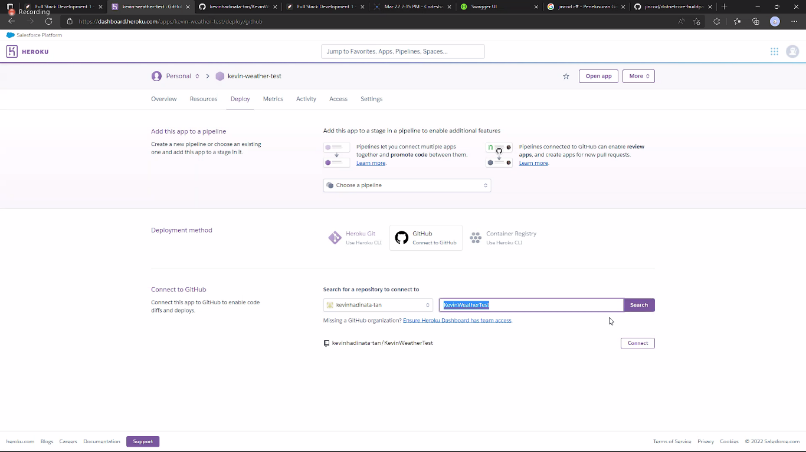 Recording
Full Stack Development 1
kevin-weather-test · GitHub
kevinhadinata-tan/KevinW
Full Stack Development 1
Swagger UI
https://dashboard.heroku.com/apps/kevin-weather-test/deploy/github
Salesforce Platform
HEROKU
Jump to Favorites, Apps, Pipelines, Spaces...
Personal
kevin-weather-test
Open app
More
Overview
Resources
Deploy
Metrics
Activity
Access
Settings
Add this app to a pipeline
Create a new pipeline or choose an existing
one and add this app to a stage in it.
Add this app to a stage in a pipeline to enable additional features
Pipelines let you connect multiple apps
together and promote code between them.
Learn more.
Pipelines connected to GitHub can enable review
apps, and create apps for new pull requests.
Learn more.
Choose a pipeline
Deployment method
Heroku Git
Use Heroku CLI
GitHub
Connect to GitHub
Container Registry
Use Heroku CLI
Connect to GitHub
Connect this app to GitHub to enable code
diffs and deploys.
Search for a repository to connect to
kevinhadinata-tan
KevinWeatherTest
Search
Missing a GitHub organization? Ensure Heroku Dashboard has team access
kevinhadinata-tan/KevinWeatherTest
Connect
heroku.com
Blogs
Careers
Documentation
Support
Terms of Service
Privacy
Cookies
© 2022 Salesforce.com